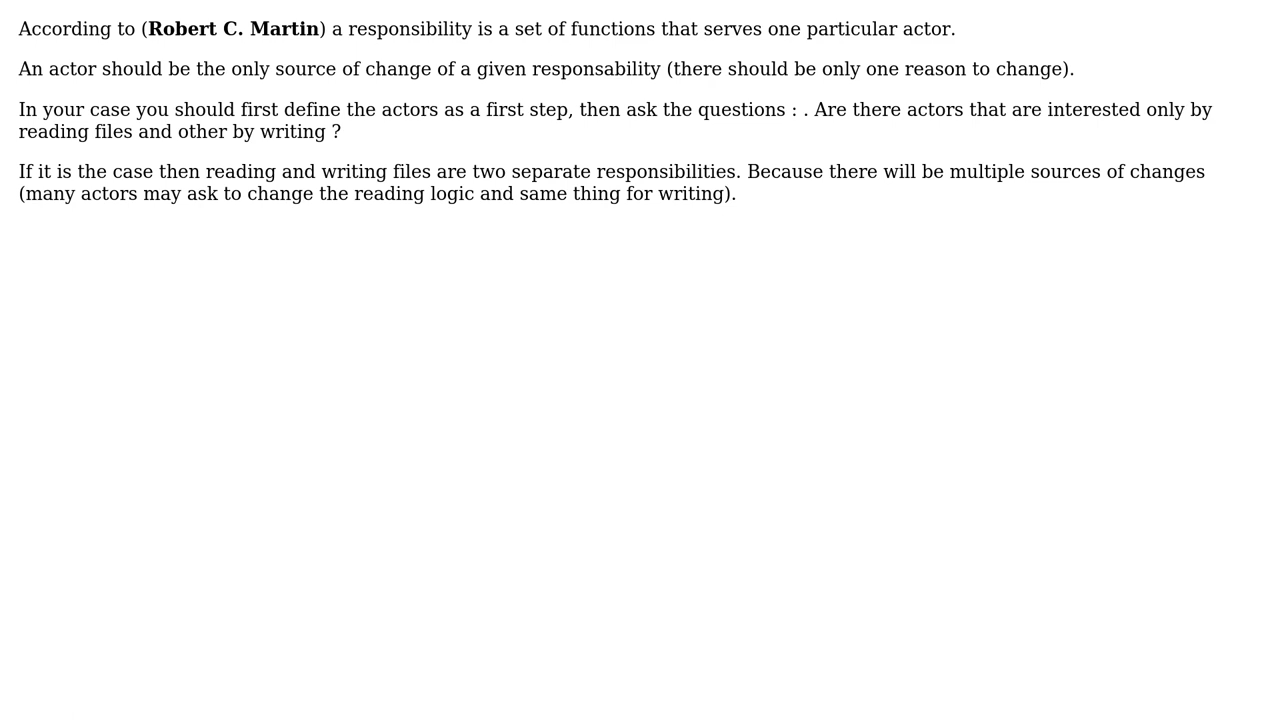 According to (Robert C. Martin) a responsibility is a set of functions that serves one particular actor.
An actor should be the only source of change of a given responsability (there should be only one reason to change).
In your case you should first define the actors as a first step, then ask the questions : . Are there actors that are interested only by
reading files and other by writing ?
If it is the case then reading and writing files are two separate responsibilities. Because there will be multiple sources of changes
(many actors may ask to change the reading logic and same thing for writing).